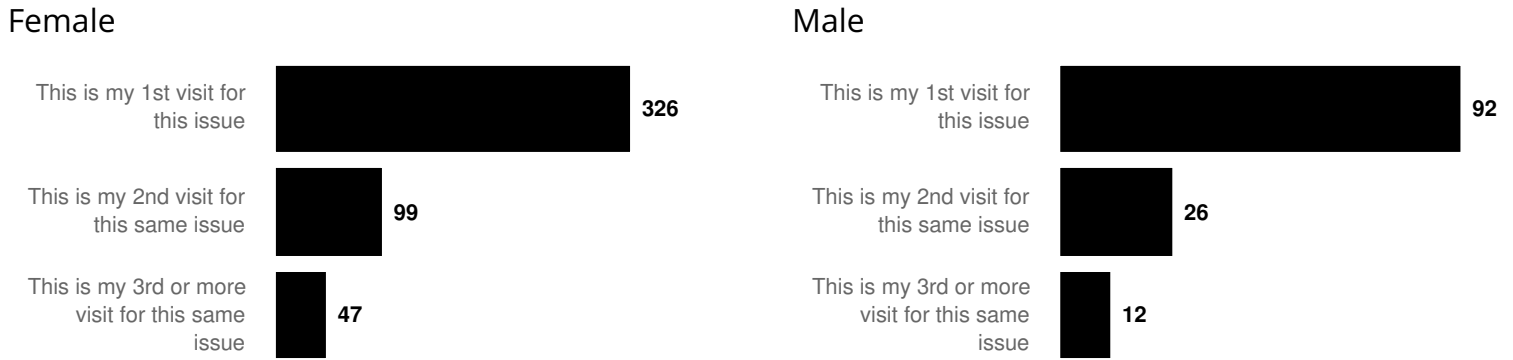 Female
This is my 1st visit for
this issue
326
This is my 2nd visit for
this same issue
99
This is my 3rd or more
visit for this same
issue
47
Male
This is my 1st visit for
this issue
92
This is my 2nd visit for
this same issue
26
This is my 3rd or more
visit for this same
issue
12